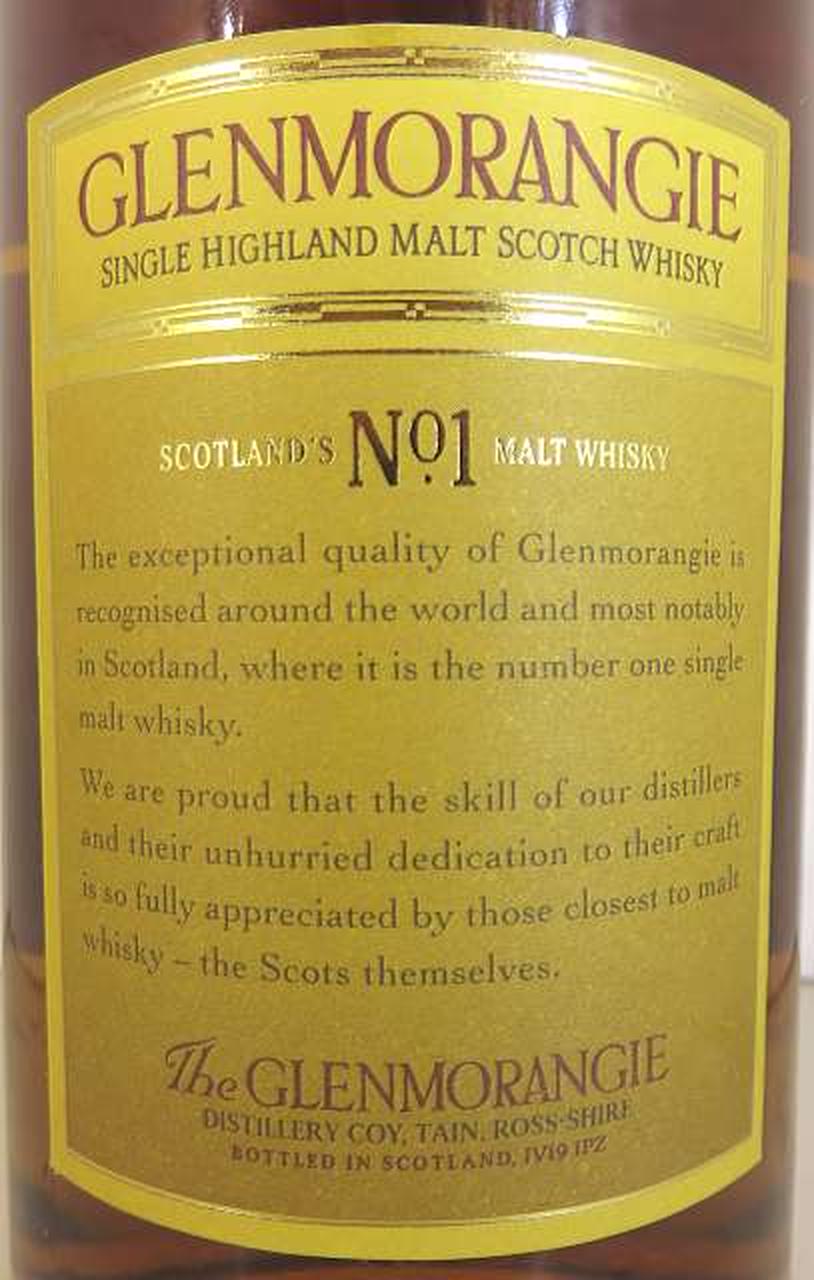 GLENMORANGIE
SINGLE HIGHLAND MALT SCOTCH WHISKY
SCOTLAND'S No1 MALT WHISKY
The exceptional quality of Glenmorangie is
recognised around the world and most notably
in Scotland, where it is the number one single
malt whisky.
We are proud that the skill of our distillers
and their unhurried dedication to their craft
is so fully appreciated by those closest to malt
whisky – the Scots themselves.
The GLENMORANGIE
DISTILLERY COY, TAIN, ROSS-SHIRE
BOTTLED IN SCOTLAND, IV19 1PZ